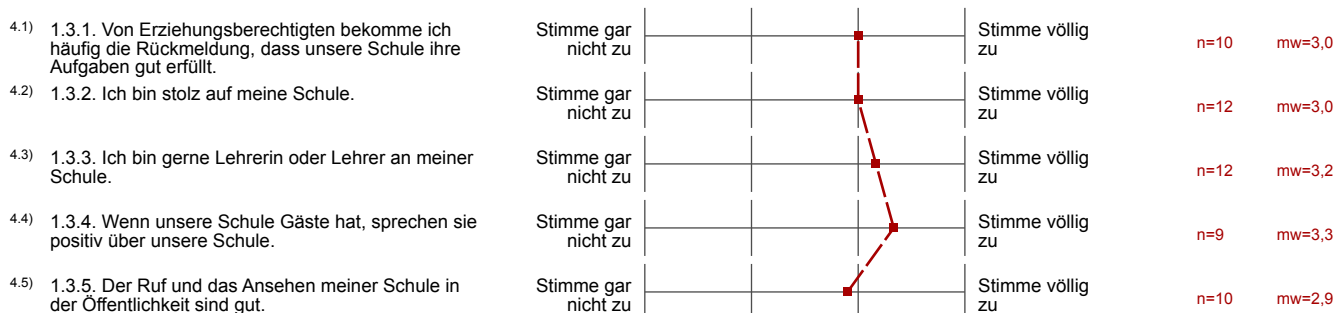 4.1) 1.3.1. Von Erziehungsberechtigten bekomme ich
häufig die Rückmeldung, dass unsere Schule ihre
Aufgaben gut erfüllt.
Stimme gar
nicht zu
Stimme völlig
zu
n=10 mw=3,0
4.2) 1.3.2. Ich bin stolz auf meine Schule.
Stimme gar
nicht zu
Stimme völlig
zu
n=12 mw=3,0
4.3) 1.3.3. Ich bin gerne Lehrerin oder Lehrer an meiner
Schule.
Stimme gar
nicht zu
Stimme völlig
zu
n=12 mw=3,2
4.4) 1.3.4. Wenn unsere Schule Gäste hat, sprechen sie
positiv über unsere Schule.
Stimme gar
nicht zu
Stimme völlig
zu
n=9 mw=3,3
4.5) 1.3.5. Der Ruf und das Ansehen meiner Schule in
der Öffentlichkeit sind gut.
Stimme gar
nicht zu
Stimme völlig
zu
n=10 mw=2,9